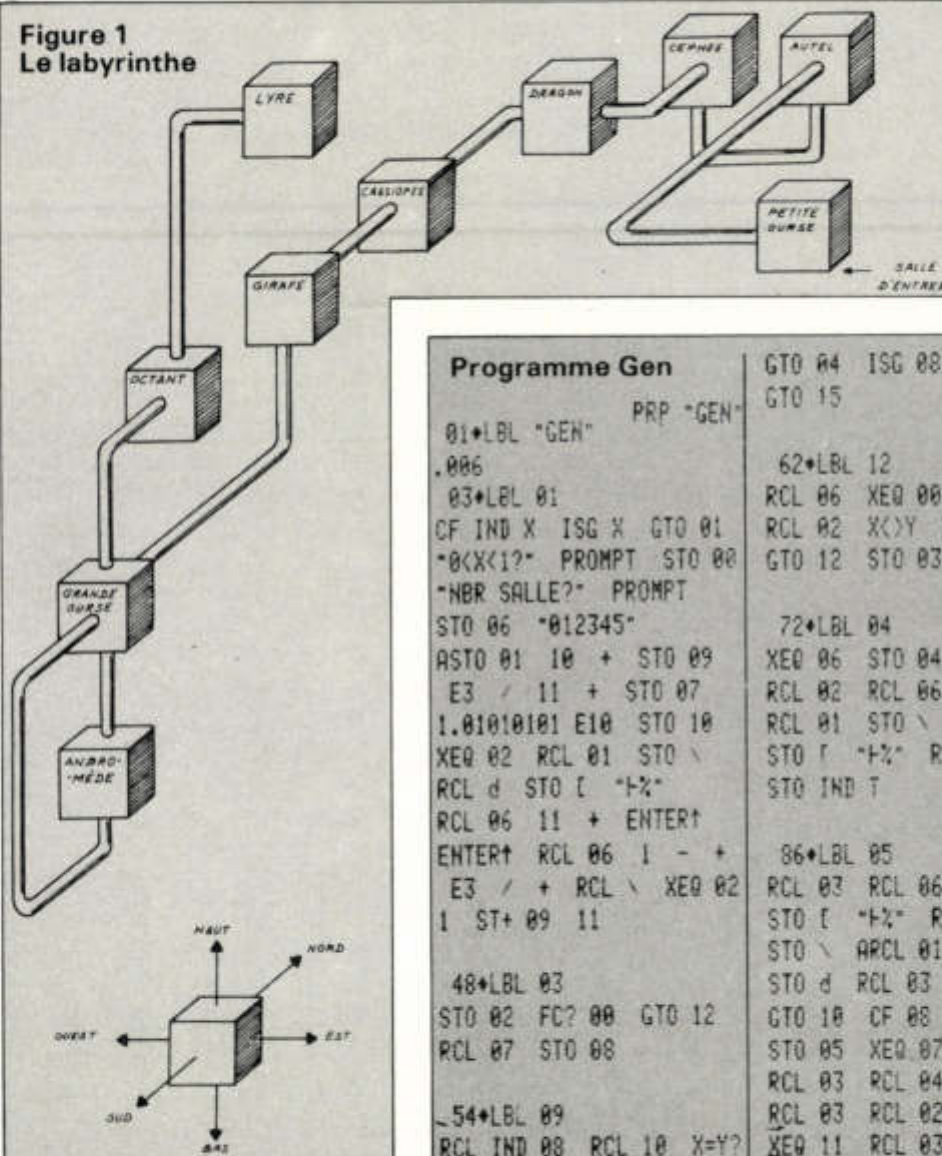 Figure 1
Le labyrinthe
LYRE
DRAGON
CEPHEE
AUTEL
CASSIOPEE
PETITE
OURSE
SALLE
D'ENTREE
GIRAFE
OCTANT
GRANDE
OURSE
ANDRO-
-MÉDE
HAUT
NORD
OUEST
EST
SUD
BAS
Programme Gen
PRP "GEN"
01♦LBL "GEN"
.006
03♦LBL 01
CF IND X ISG X GTO 01
"0<X<1?" PROMPT STO 00
"NBR SALLE?" PROMPT
STO 06 "012345"
ASTO 01 10 + STO 09
E3 / 11 + STO 07
1.01010101 E10 STO 10
XEQ 02 RCL 01 STO \
RCL d STO [ "⊢%"
RCL 06 11 + ENTER↑
ENTER↑ RCL 06 1 - +
E3 / + RCL \ XEQ 02
1 ST+ 09 11
48♦LBL 03
STO 02 FC? 00 GTO 12
RCL 07 STO 08
54♦LBL 09
RCL IND 08 RCL 10 X=Y?
GTO 04 ISG 08
GTO 15
62♦LBL 12
RCL 06 XEQ 00
RCL 02 X<>Y
GTO 12 STO 03
72♦LBL 04
XEQ 06 STO 04
RCL 02 RCL 06
RCL 01 STO \
STO [ "⊢%" R
STO IND T
86♦LBL 05
RCL 03 RCL 06
STO [ "⊢%" R
STO \ ARCL 01
STO d RCL 03
GTO 10 CF 08
STO 05 XEQ 07
RCL 03 RCL 04
RCL 03 RCL 02
XEQ 11 RCL 03